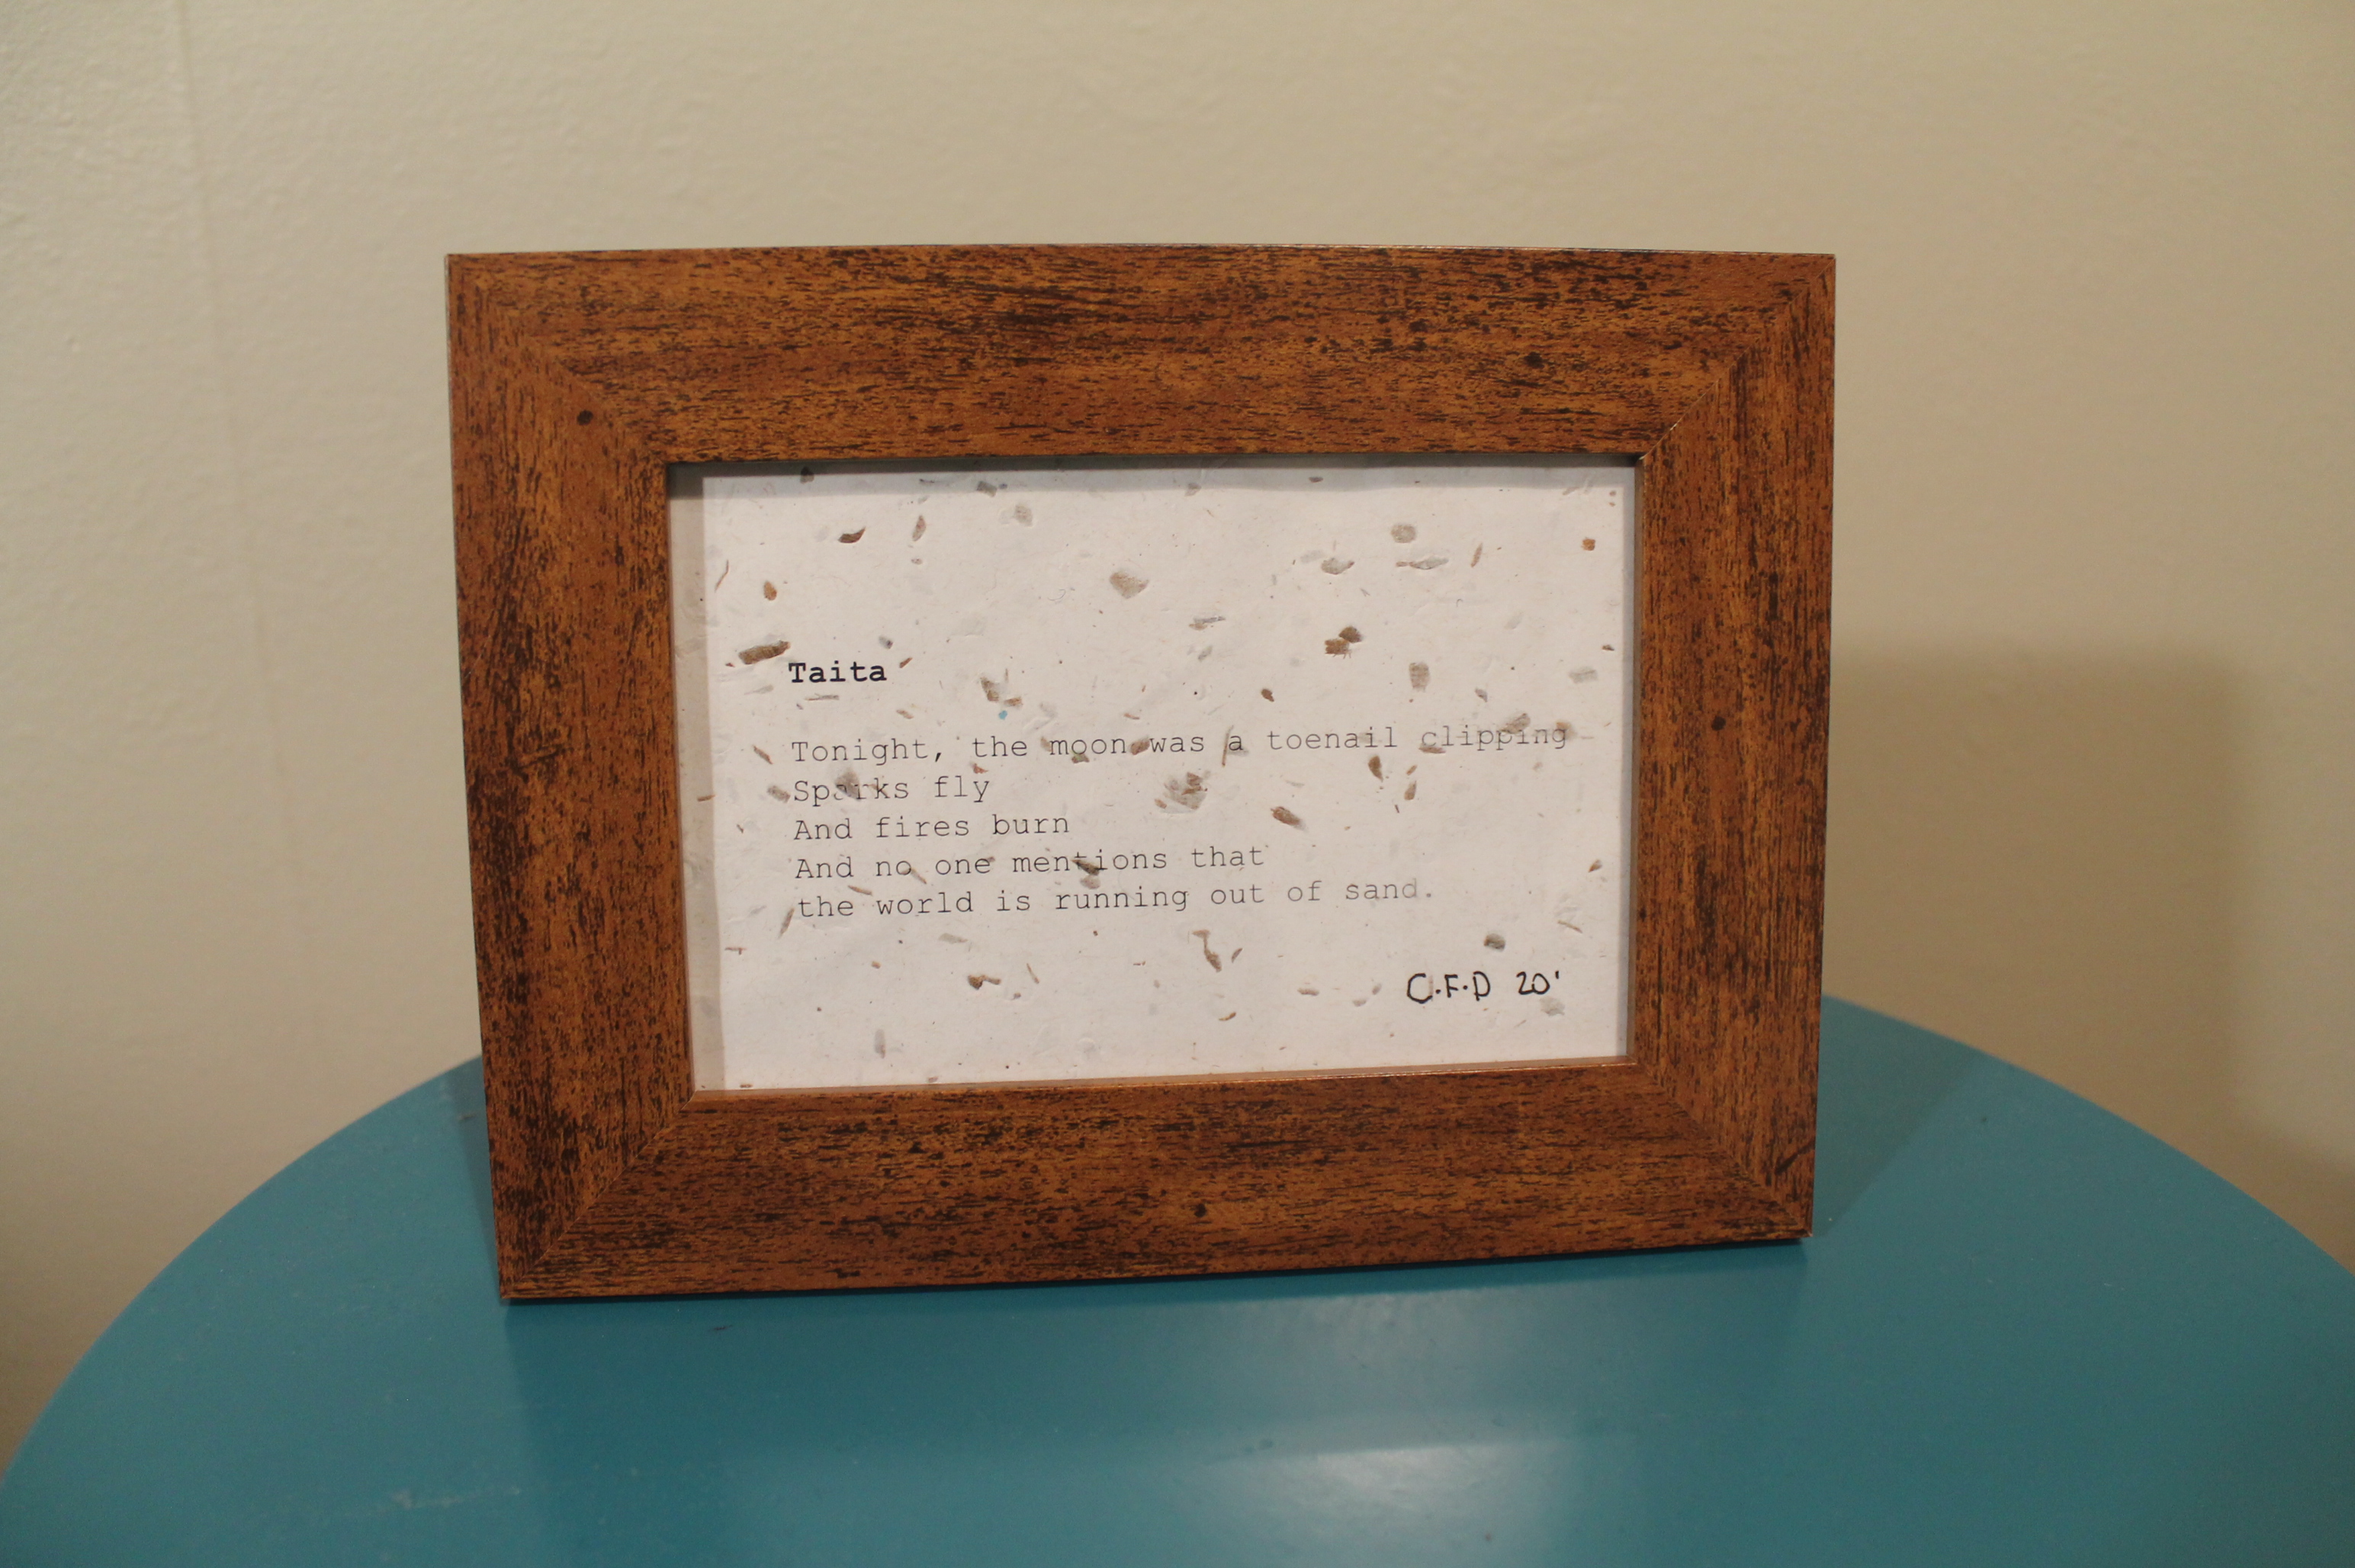 Taita
Tonight, the moon was a toenail clipping
Sparks fly
And fires burn
And no one mentions that
the world is running out of sand.
C.F.D 20'